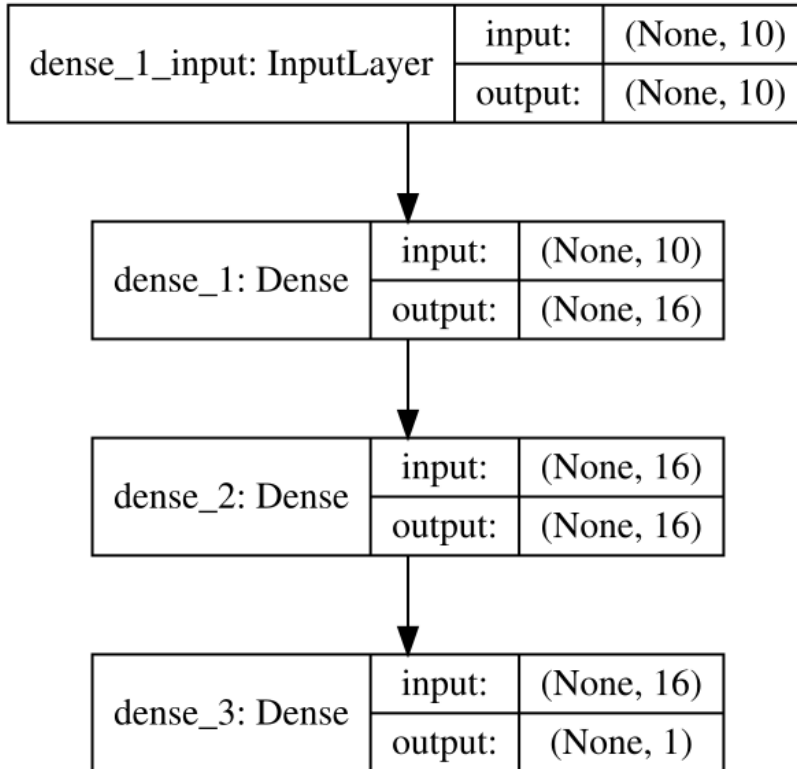 dense_1_input: InputLayer
input: (None, 10)
output: (None, 10)
dense_1: Dense
input: (None, 10)
output: (None, 16)
dense_2: Dense
input: (None, 16)
output: (None, 16)
dense_3: Dense
input: (None, 16)
output: (None, 1)